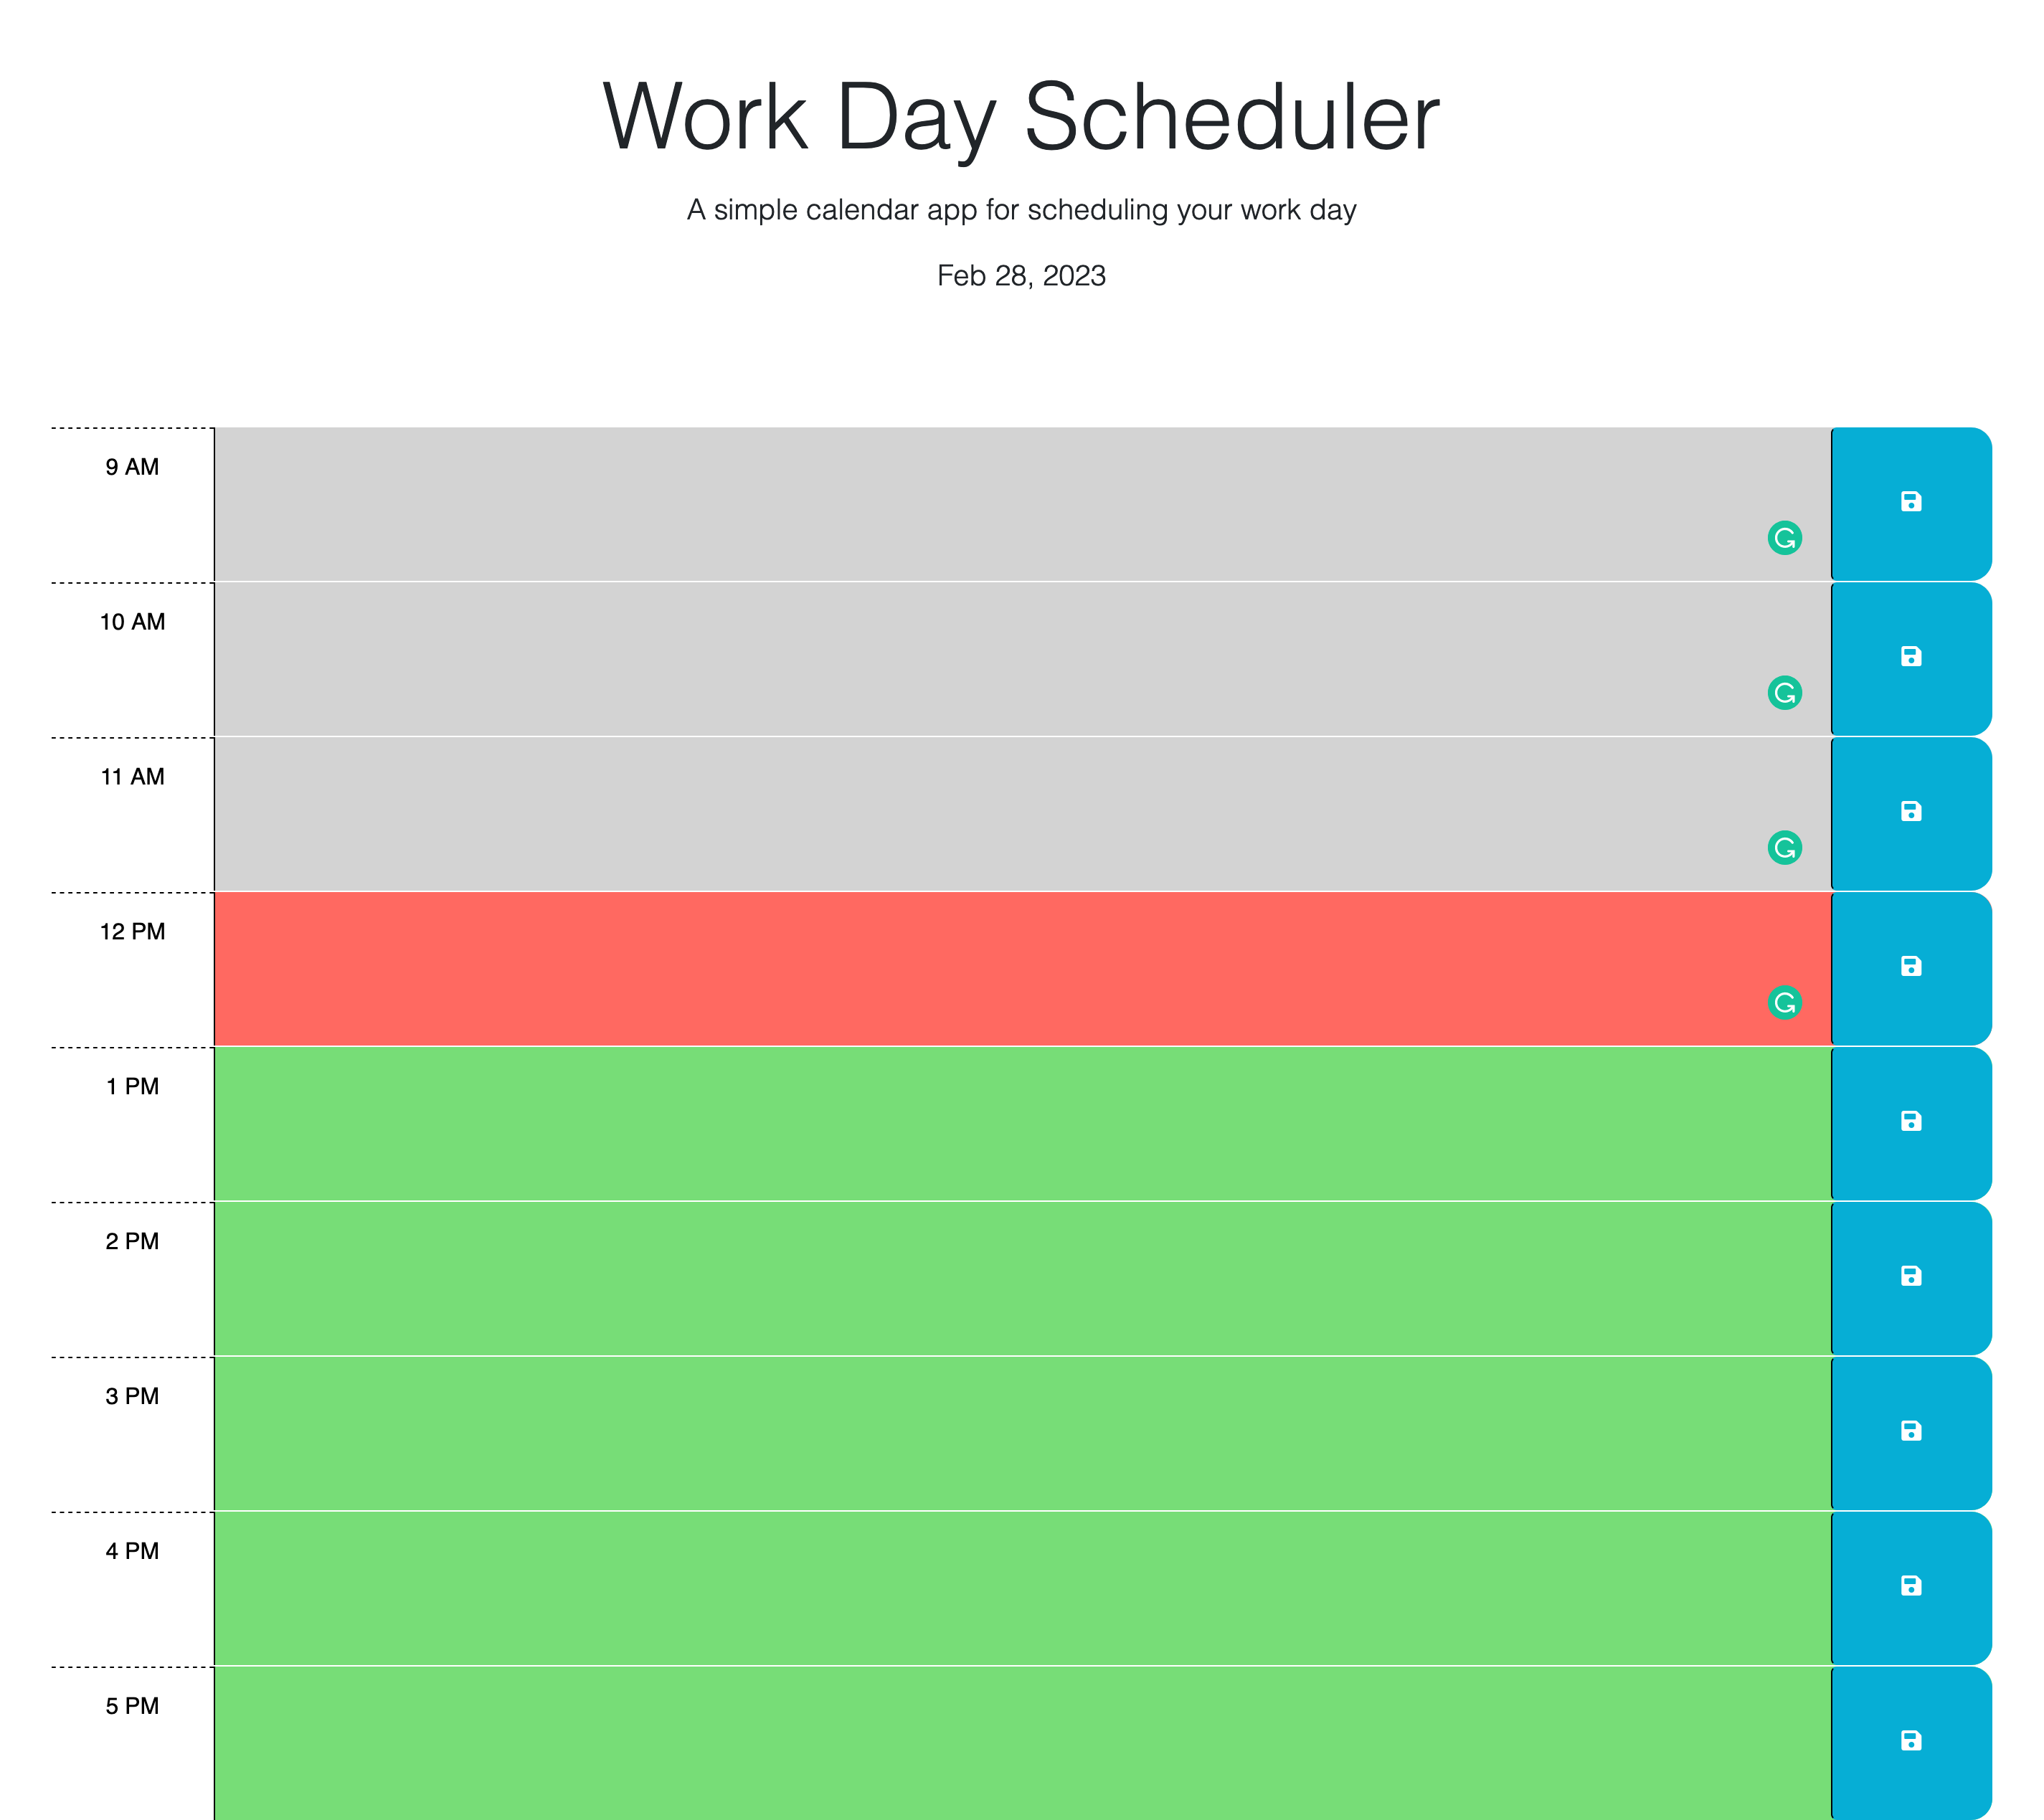 Work Day Scheduler
A simple calendar app for scheduling your work day
Feb 28, 2023
9 AM
10 AM
11 AM
12 PM
1 PM
2 PM
3 PM
4 PM
5 PM